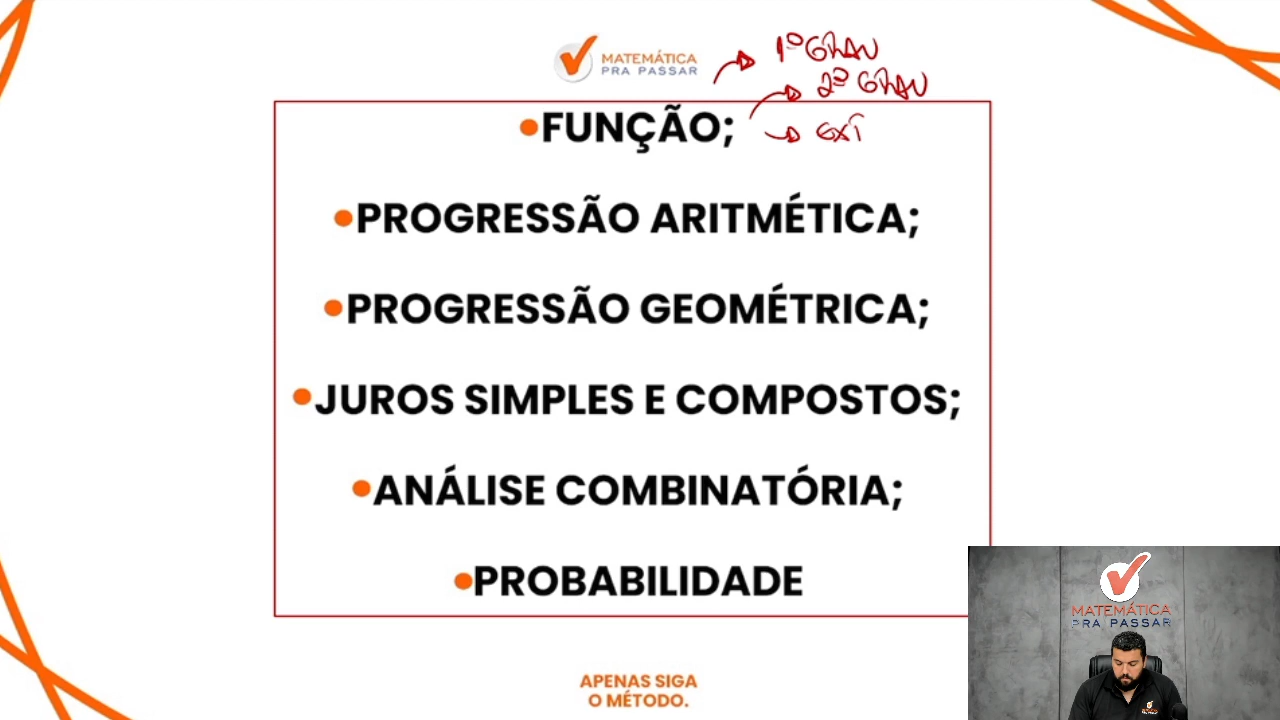 MATEMÁTICA
PRA PASSAR
1º GRAU
2º GRAU
•FUNÇÃO;
•PROGRESSÃO ARITMÉTICA;
•PROGRESSÃO GEOMÉTRICA;
•JUROS SIMPLES E COMPOSTOS;
•ANÁLISE COMBINATÓRIA;
•PROBABILIDADE
MATEMÁTICA
PRA PASSAR
APENAS SIGA
O MÉTODO.